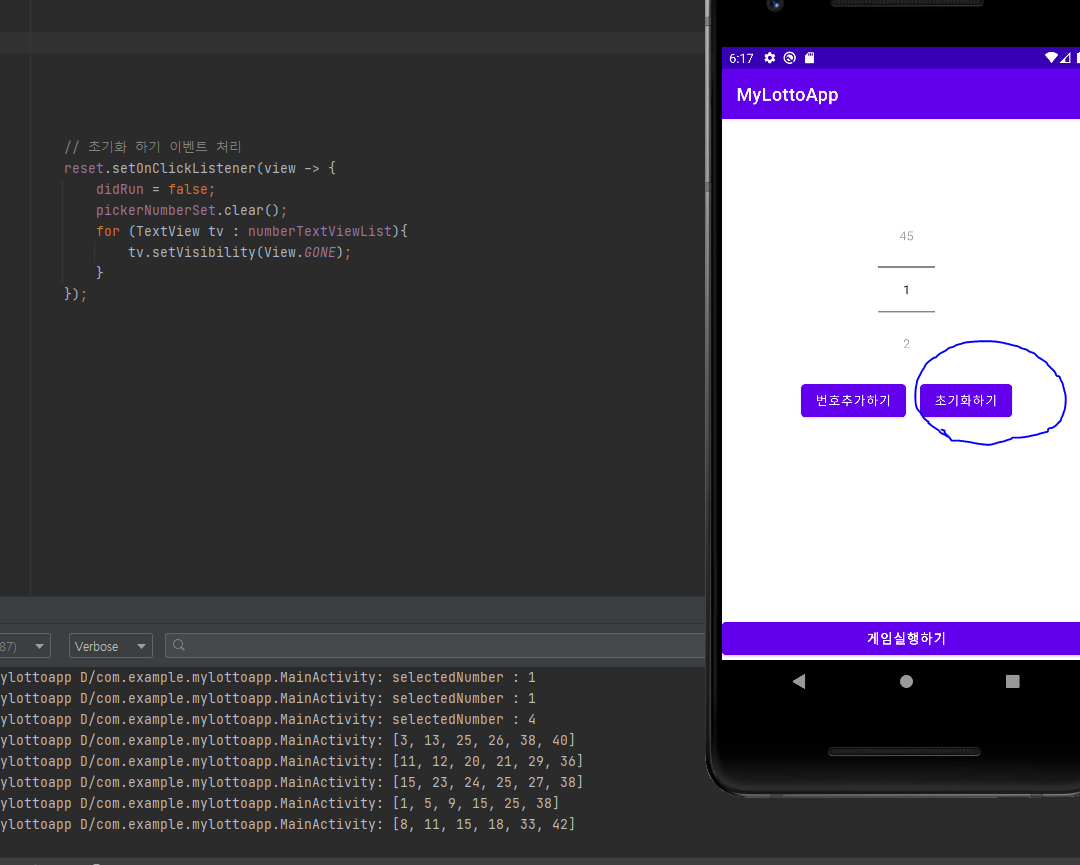 // 초기화 하기 이벤트 처리
reset.setOnClickListener(view -> {
didRun = false;
pickerNumberSet.clear();
for (TextView tv : numberTextViewList){
tv.setVisibility(View.GONE);
}
});
6:17
MyLottoApp
45
1
2
번호추가하기 초기화하기
게임실행하기
87) Verbose
ylottoapp D/com.example.mylottoapp.MainActivity: selectedNumber : 1
ylottoapp D/com.example.mylottoapp.MainActivity: selectedNumber : 1
ylottoapp D/com.example.mylottoapp.MainActivity: selectedNumber : 4
ylottoapp D/com.example.mylottoapp.MainActivity: [3, 13, 25, 26, 38, 40]
ylottoapp D/com.example.mylottoapp.MainActivity: [11, 12, 20, 21, 29, 36]
ylottoapp D/com.example.mylottoapp.MainActivity: [15, 23, 24, 25, 27, 38]
ylottoapp D/com.example.mylottoapp.MainActivity: [1, 5, 9, 15, 25, 38]
ylottoapp D/com.example.mylottoapp.MainActivity: [8, 11, 15, 18, 33, 42]